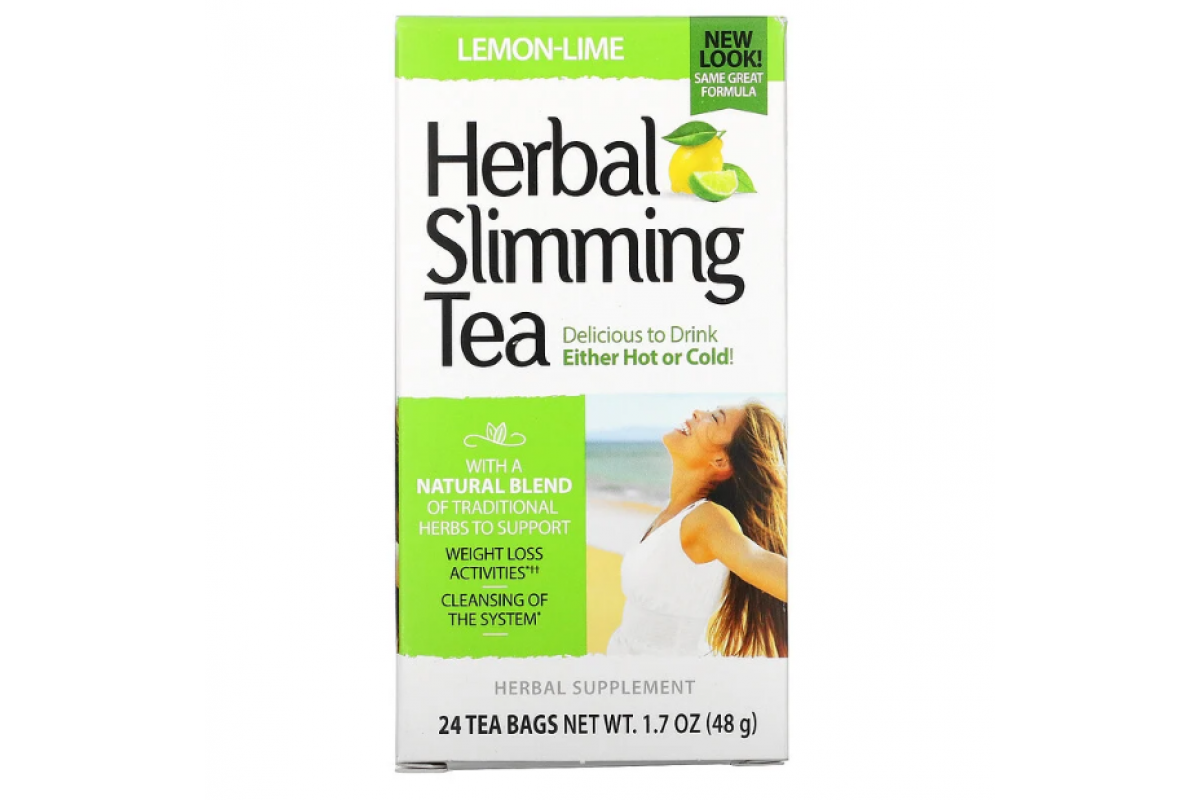 LEMON-LIME
NEW
LOOK!
SAME GREAT
FORMULA
Herbal
Slimming
Tea
Delicious to Drink
Either Hot or Cold!
WITH A
NATURAL BLEND
OF TRADITIONAL
HERBS TO SUPPORT
WEIGHT LOSS
ACTIVITIES*††
CLEANSING OF
THE SYSTEM*
HERBAL SUPPLEMENT
24 TEA BAGS NET WT. 1.7 OZ (48 g)